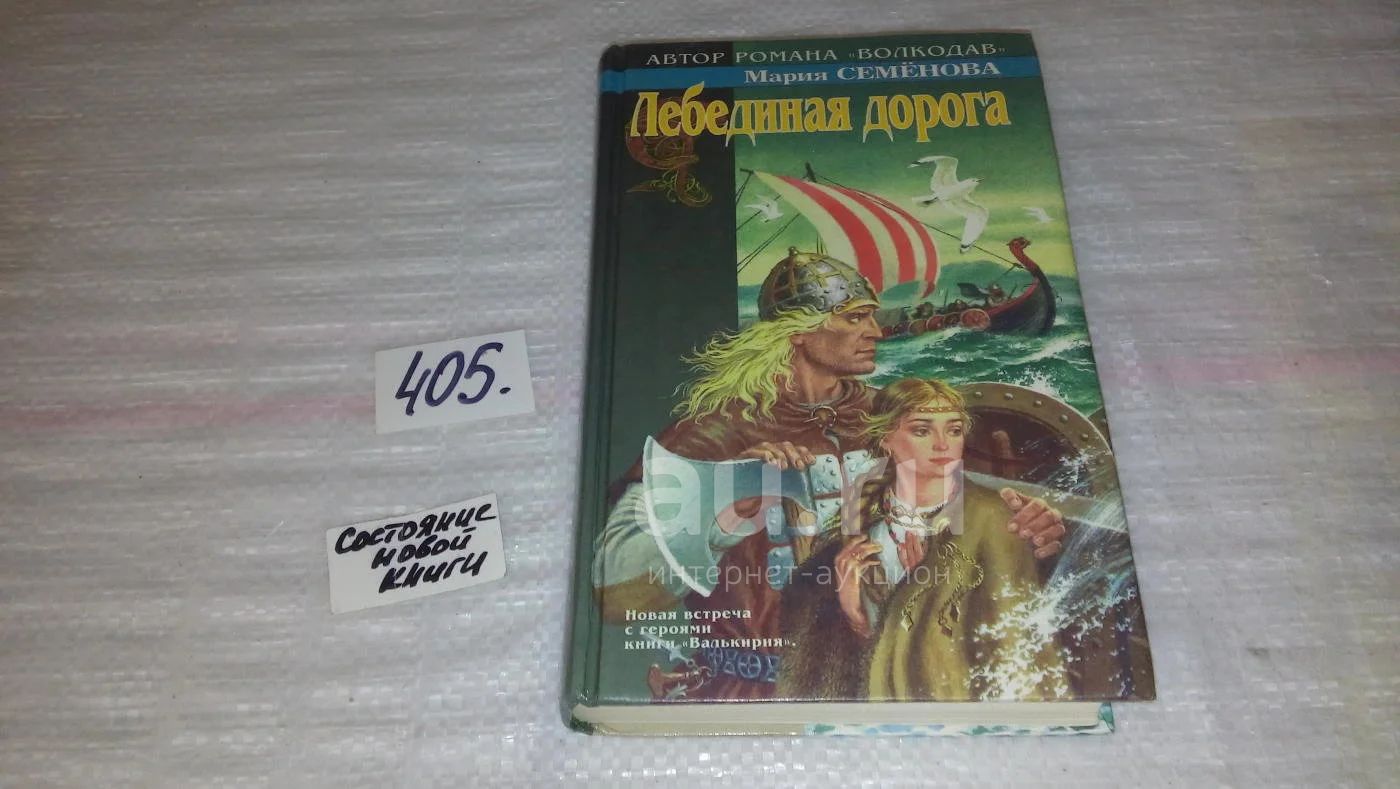 АВТОР РОМАНА „ВОЛКОДАВ"
Мария СЕМЁНОВА
Лебединая дорога
405.
Состояние
новой
книги
au.ru
интернет-аукцион
Новая встреча
с героями
книги «Валькирия».